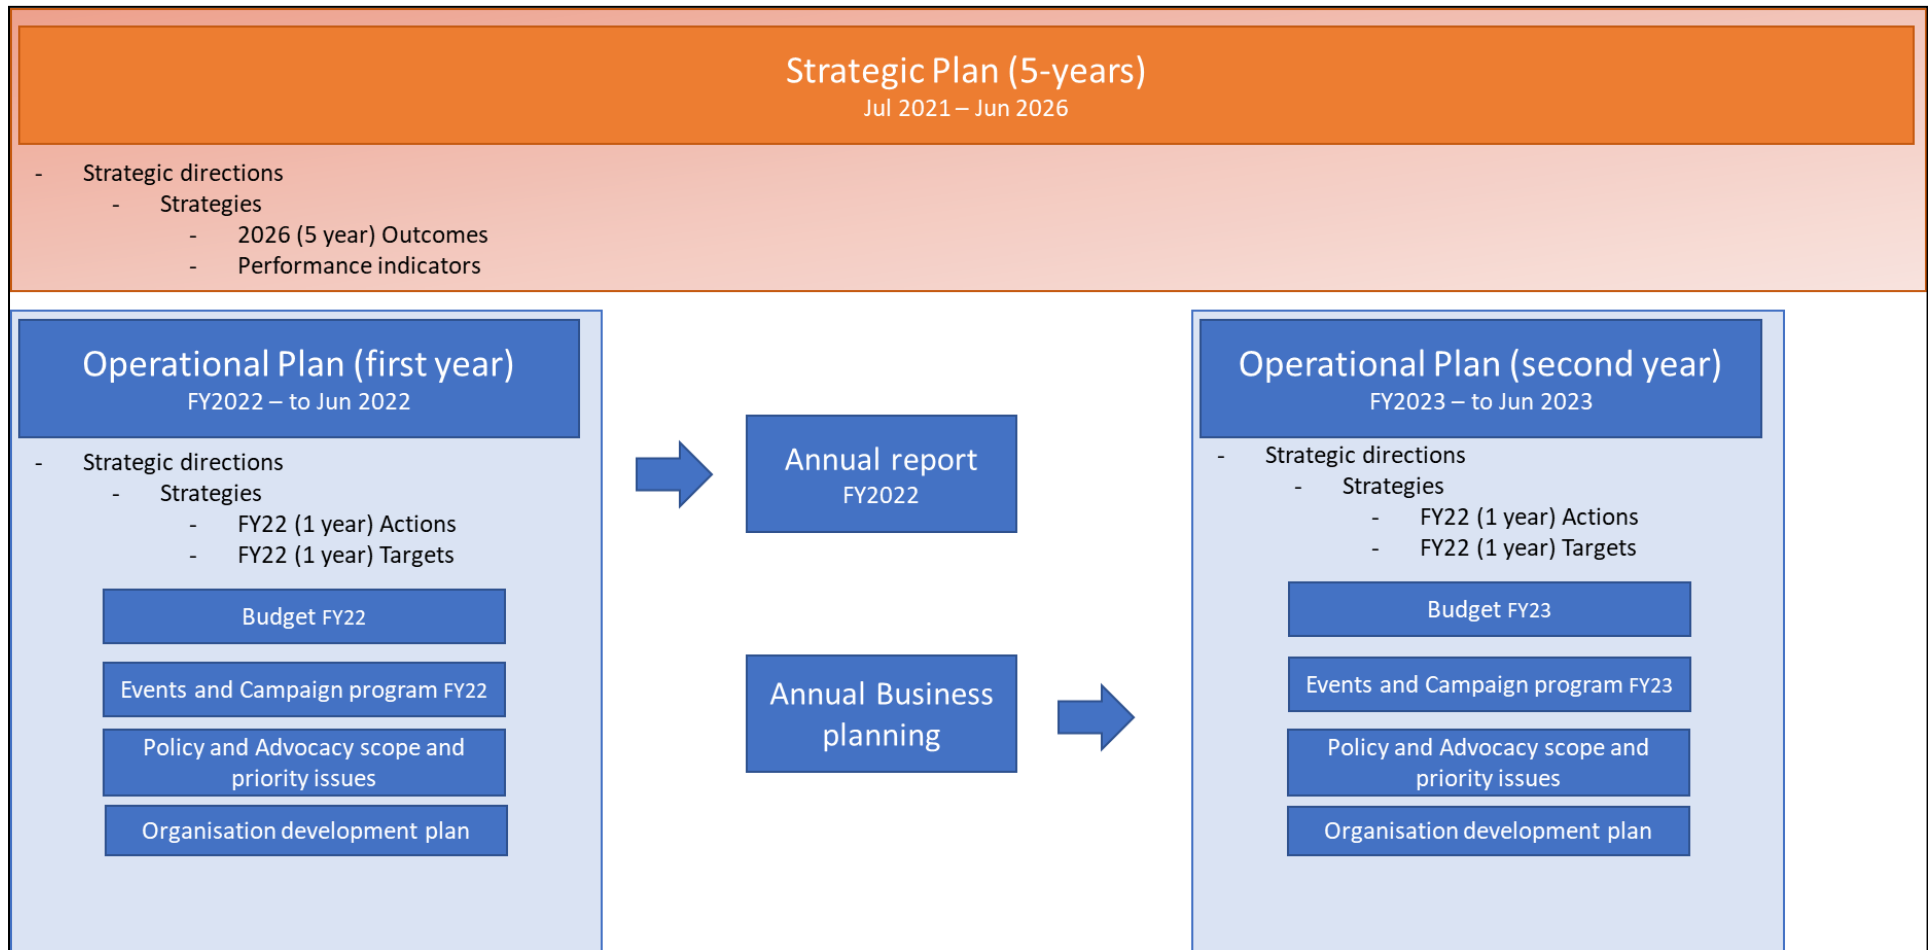 Strategic Plan (5-years)
Jul 2021 – Jun 2026
- Strategic directions
- Strategies
- 2026 (5 year) Outcomes
- Performance indicators
Operational Plan (first year)
FY2022 – to Jun 2022
- Strategic directions
- Strategies
- FY22 (1 year) Actions
- FY22 (1 year) Targets
Budget FY22
Events and Campaign program FY22
Policy and Advocacy scope and
priority issues
Organisation development plan
Annual report
FY2022
Annual Business
planning
Operational Plan (second year)
FY2023 – to Jun 2023
- Strategic directions
- Strategies
- FY22 (1 year) Actions
- FY22 (1 year) Targets
Budget FY23
Events and Campaign program FY23
Policy and Advocacy scope and
priority issues
Organisation development plan